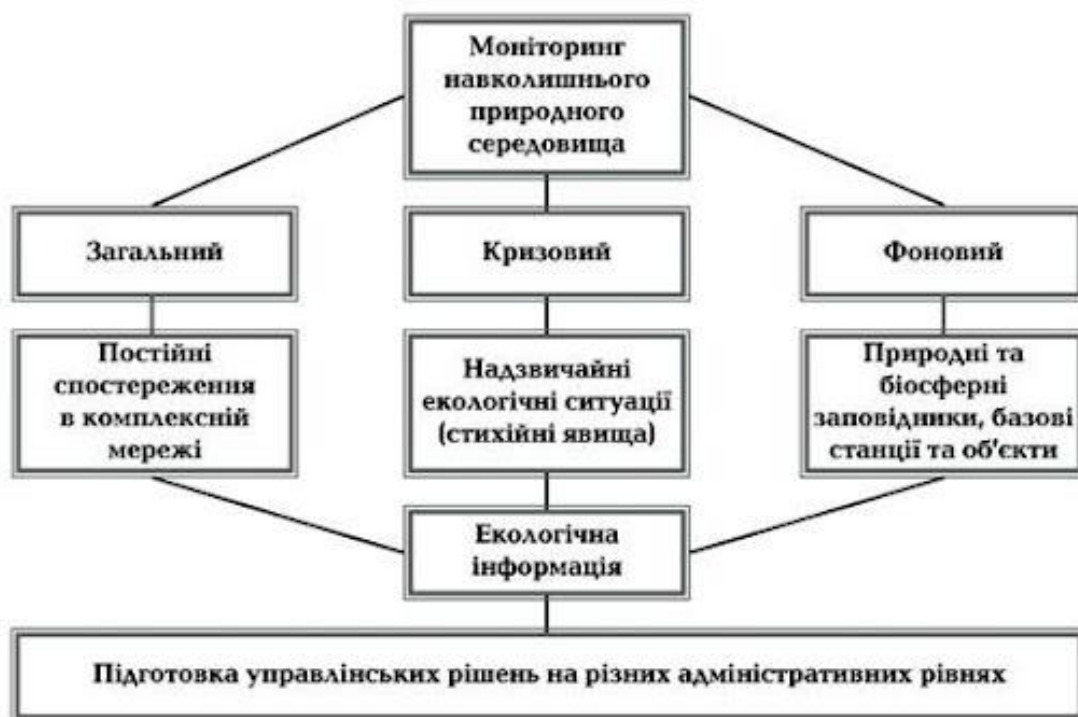 Моніторинг
навколишнього
природного
середовища
Загальний
Кризовий
Фоновий
Постійні
спостереження
в комплексній
мережі
Надзвичайні
екологічні ситуації
(стихійні явища)
Природні та
біосферні
заповідники, базові
станції та об'єкти
Екологічна
інформація
Підготовка управлінських рішень на різних адміністративних рівнях